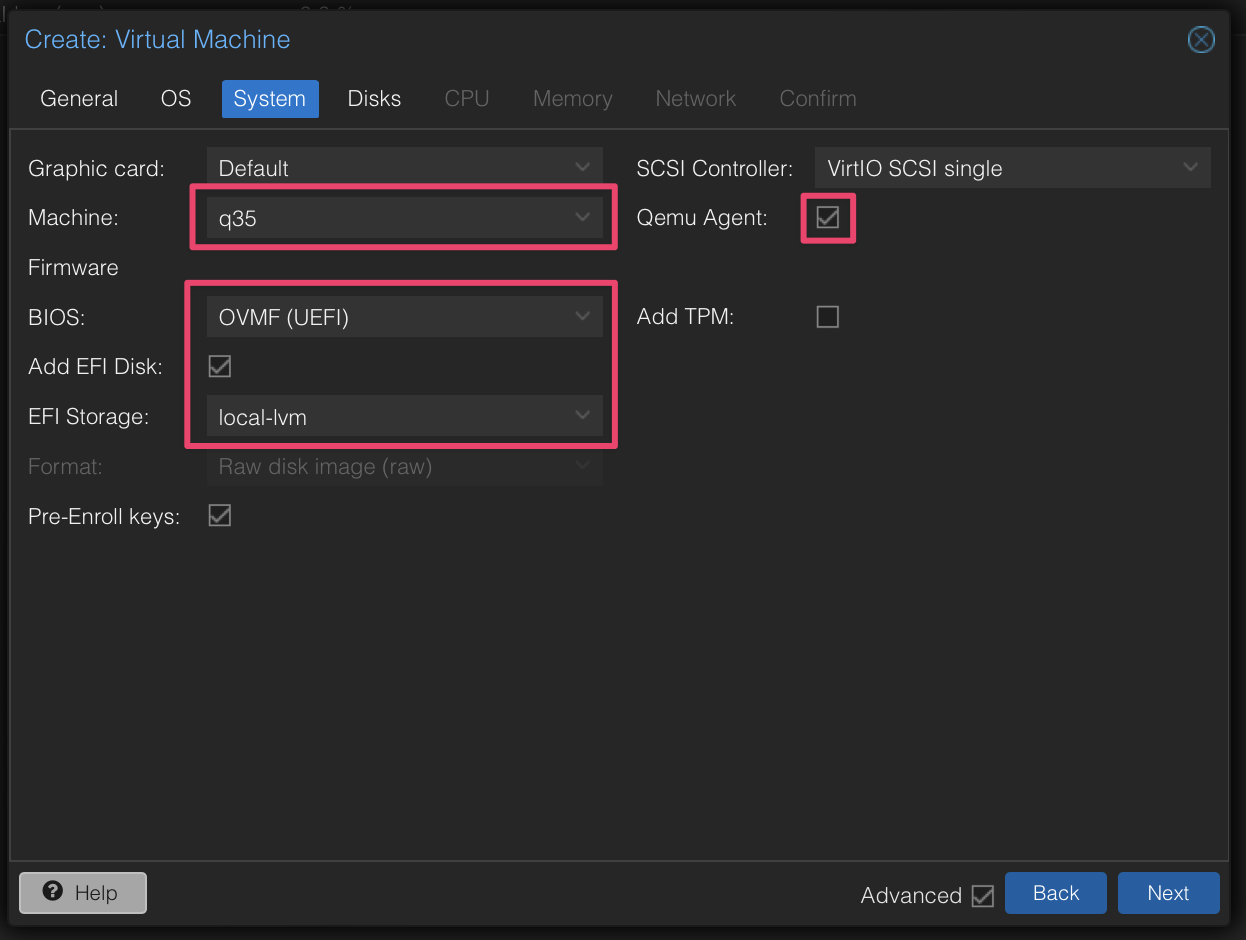 Create: Virtual Machine
General OS System Disks CPU Memory Network Confirm
Graphic card: Default
SCSI Controller: VirtIO SCSI single
Machine: q35
Qemu Agent:
Firmware
BIOS: OVMF (UEFI)
Add TPM:
Add EFI Disk:
EFI Storage: local-lvm
Format: Raw disk image (raw)
Pre-Enroll keys:
Help
Advanced
Back
Next